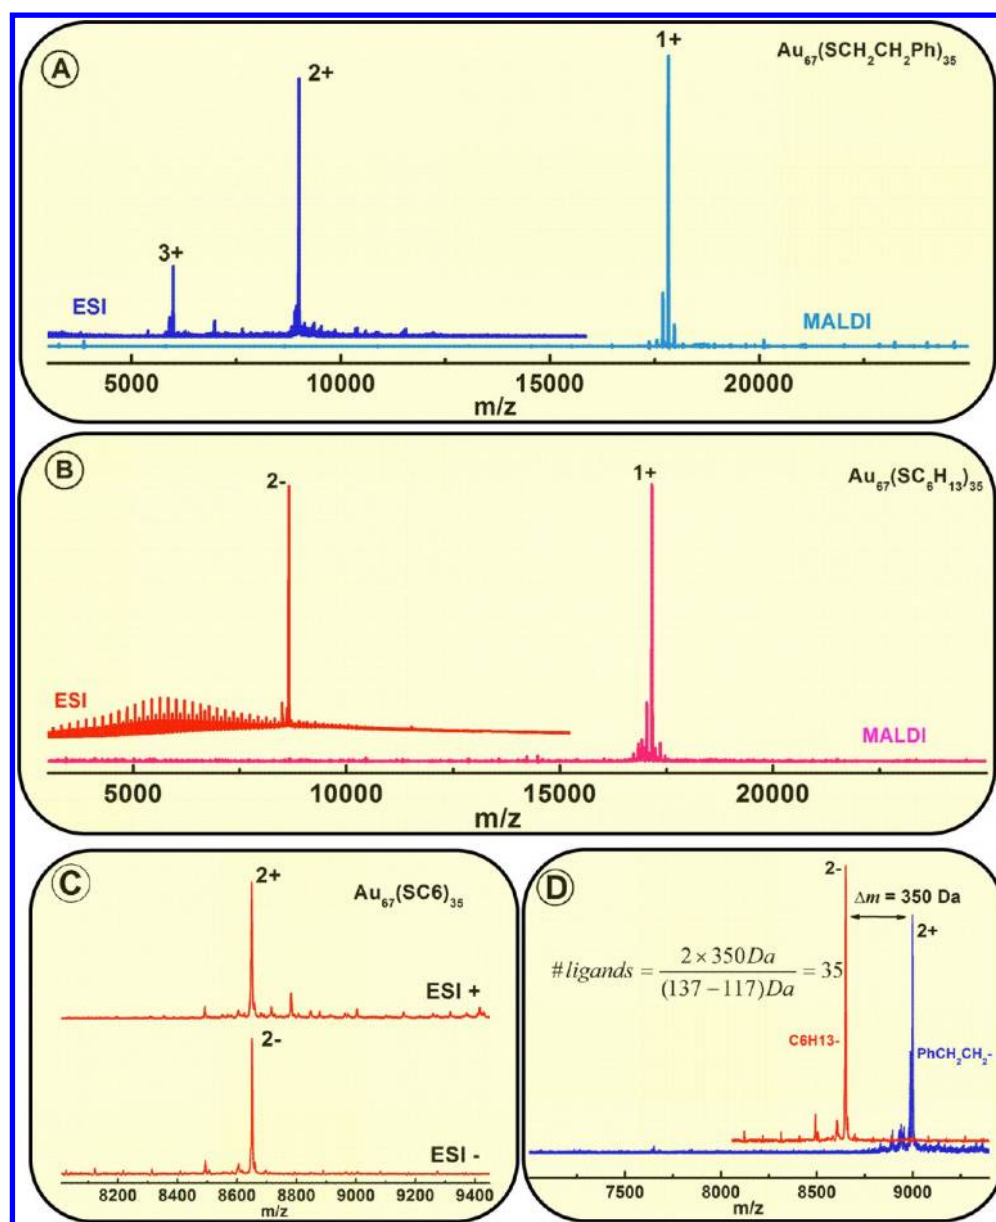 A
1+
Au67(SCH2CH2Ph)35
2+
3+
ESI
MALDI
5000 10000 15000 20000
m/z
B
2-
1+
Au67(SC6H13)35
ESI
MALDI
5000 10000 15000 20000
m/z
C
2+
Au67(SC6)35
ESI +
2-
ESI -
8200 8400 8600 8800 9000 9200 9400
m/z
D
2-
Δm = 350 Da
2+
#ligands = 2 × 350Da / (137 − 117)Da = 35
C6H13-
PhCH2CH2-
7500 8000 8500 9000
m/z